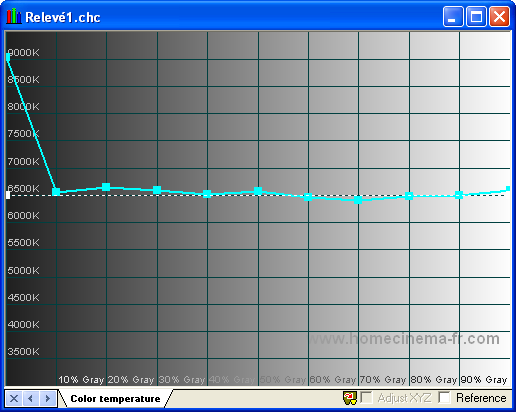 Relevé1.chc
9000K
8500K
8000K
7500K
7000K
6500K
6000K
5500K
5000K
4500K
4000K
3500K
www.homecinema-fr.com
10% Gray 20% Gray 30% Gray 40% Gray 50% Gray 60% Gray 70% Gray 80% Gray 90% Gray
Color temperature
Adjust XYZ
Reference